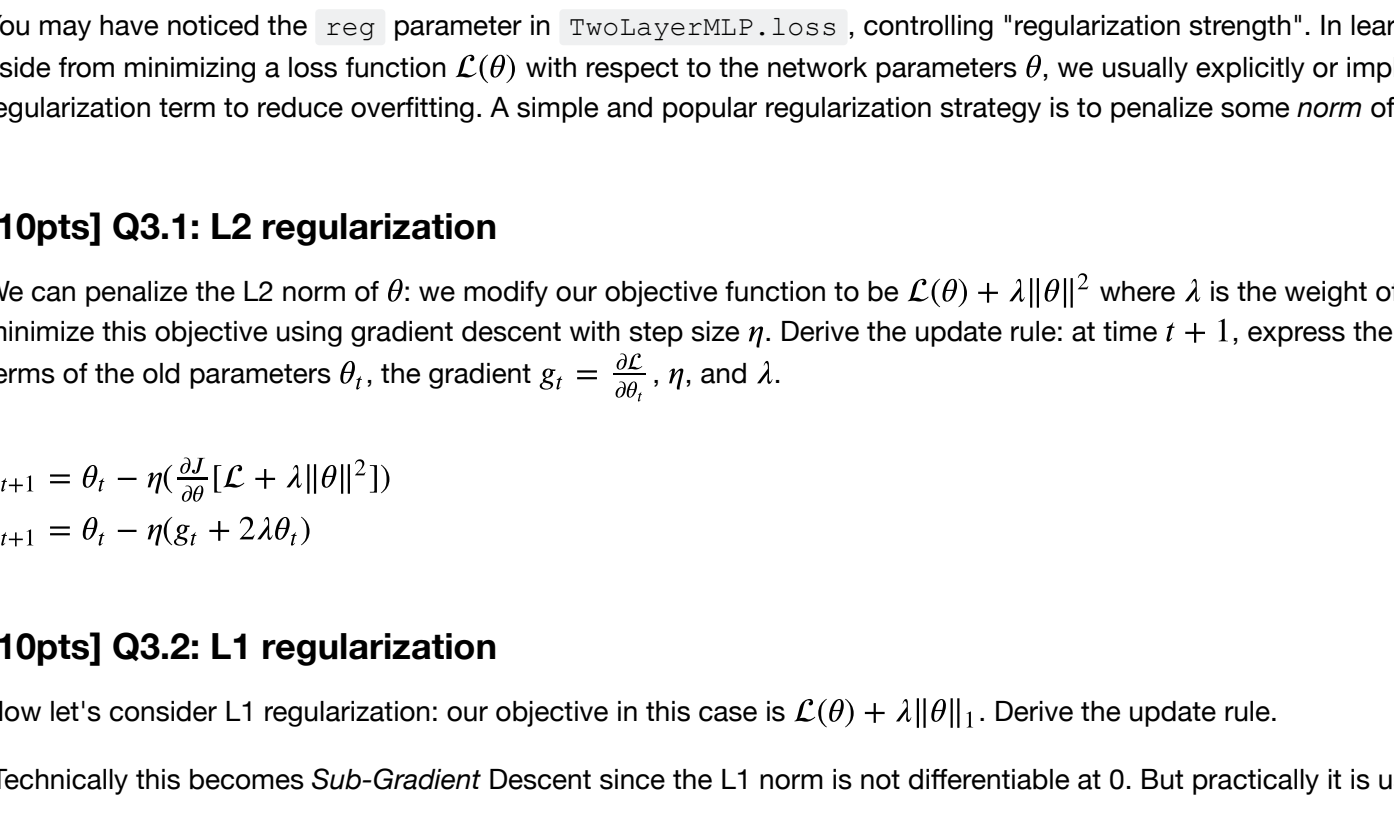 ou may have noticed the reg parameter in TwoLayerMLP.loss , controlling "regularization strength". In lear
side from minimizing a loss function ℒ(θ) with respect to the network parameters θ, we usually explicitly or imp
egularization term to reduce overfitting. A simple and popular regularization strategy is to penalize some norm of
10pts] Q3.1: L2 regularization
We can penalize the L2 norm of θ: we modify our objective function to be ℒ(θ) + λ‖θ‖² where λ is the weight of
minimize this objective using gradient descent with step size η. Derive the update rule: at time t + 1, express the
erms of the old parameters θ_t, the gradient g_t = ∂ℒ/∂θ_t , η, and λ.
t+1 = θ_t − η(∂J/∂θ[ℒ + λ‖θ‖²])
t+1 = θ_t − η(g_t + 2λθ_t)
10pts] Q3.2: L1 regularization
Now let's consider L1 regularization: our objective in this case is ℒ(θ) + λ‖θ‖₁. Derive the update rule.
Technically this becomes Sub-Gradient Descent since the L1 norm is not differentiable at 0. But practically it is u